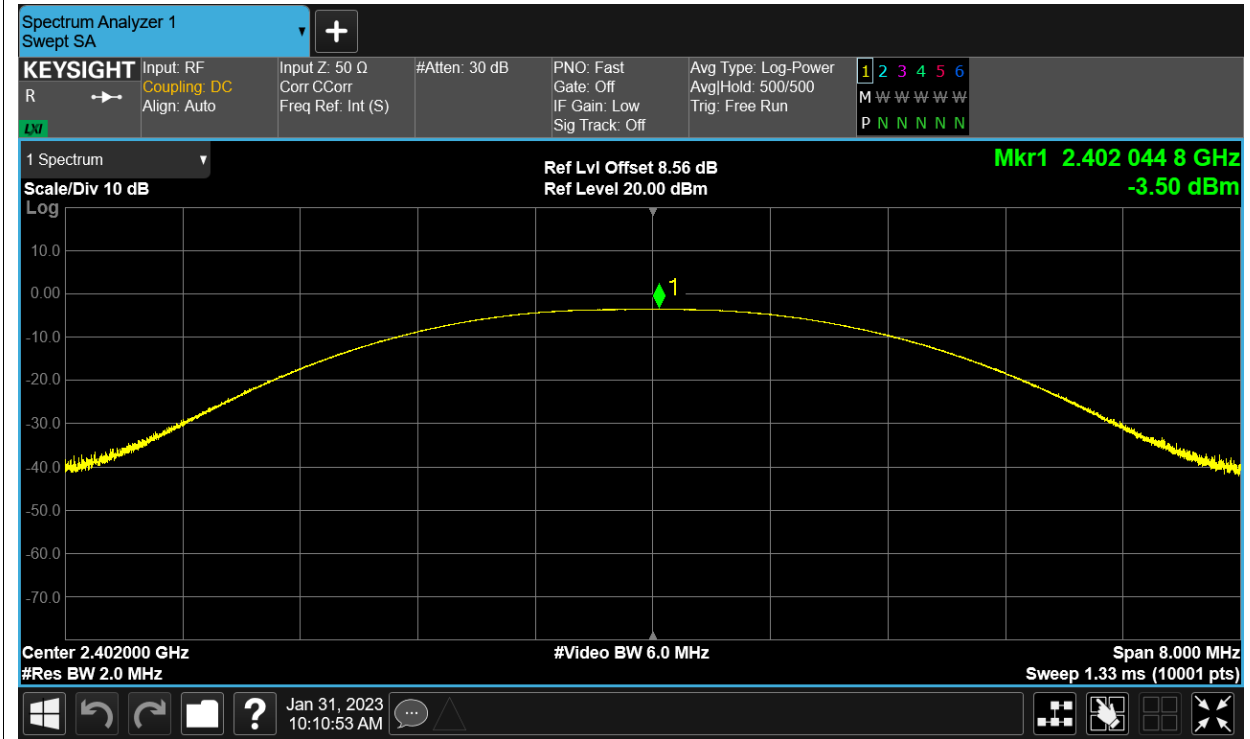 Spectrum Analyzer 1
Swept SA
+
KEYSIGHT
R
LXI
Input: RF
Coupling: DC
Align: Auto
Input Z: 50 Ω
Corr CCorr
Freq Ref: Int (S)
#Atten: 30 dB
PNO: Fast
Gate: Off
IF Gain: Low
Sig Track: Off
Avg Type: Log-Power
Avg|Hold: 500/500
Trig: Free Run
1 2 3 4 5 6
M W W W W W
P N N N N N
1 Spectrum
Scale/Div 10 dB
Log
Ref Lvl Offset 8.56 dB
Ref Level 20.00 dBm
Mkr1 2.402 044 8 GHz
-3.50 dBm
1
10.0
0.00
-10.0
-20.0
-30.0
-40.0
-50.0
-60.0
-70.0
Center 2.402000 GHz
#Res BW 2.0 MHz
#Video BW 6.0 MHz
Span 8.000 MHz
Sweep 1.33 ms (10001 pts)
?
Jan 31, 2023
10:10:53 AM